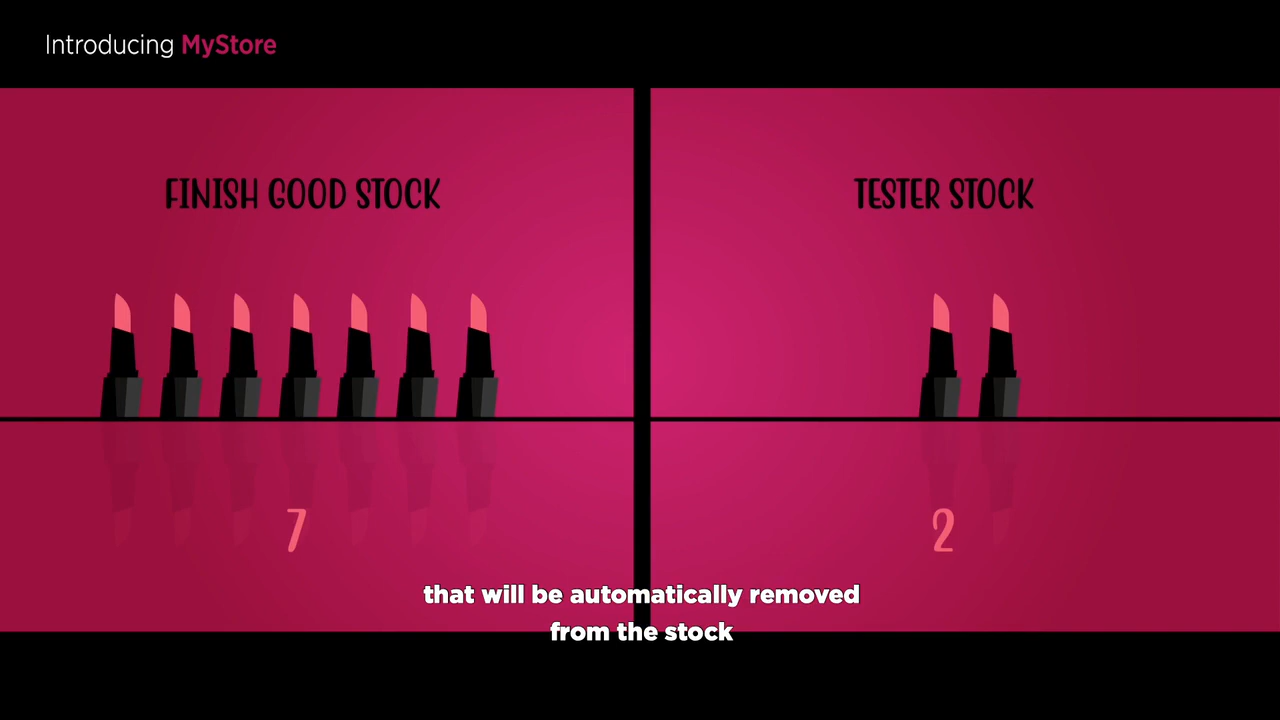 Introducing MyStore
FINISH GOOD STOCK
TESTER STOCK
7
2
that will be automatically removed
from the stock